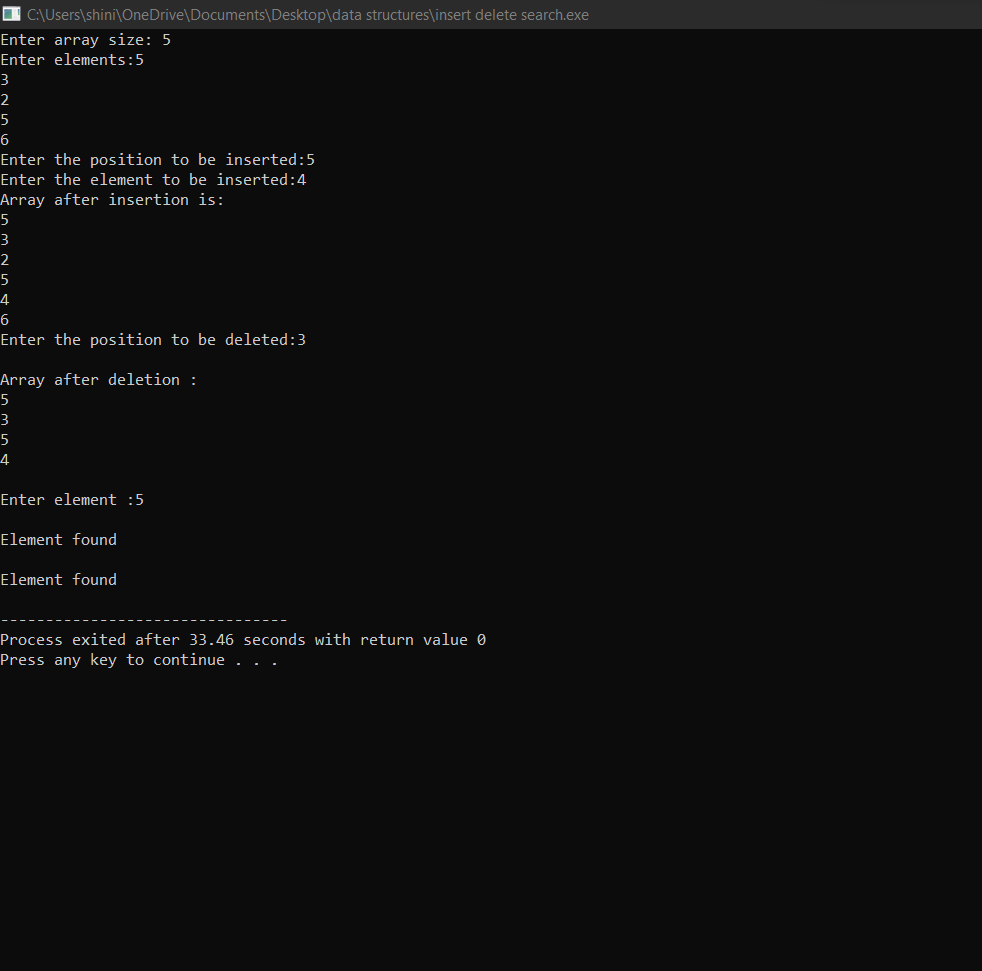 C:\Users\shini\OneDrive\Documents\Desktop\data structures\insert delete search.exe
Enter array size: 5
Enter elements:5
3
2
5
6
Enter the position to be inserted:5
Enter the element to be inserted:4
Array after insertion is:
5
3
2
5
4
6
Enter the position to be deleted:3
Array after deletion :
5
3
5
4
Enter element :5
Element found
Element found
--------------------------------
Process exited after 33.46 seconds with return value 0
Press any key to continue . . .